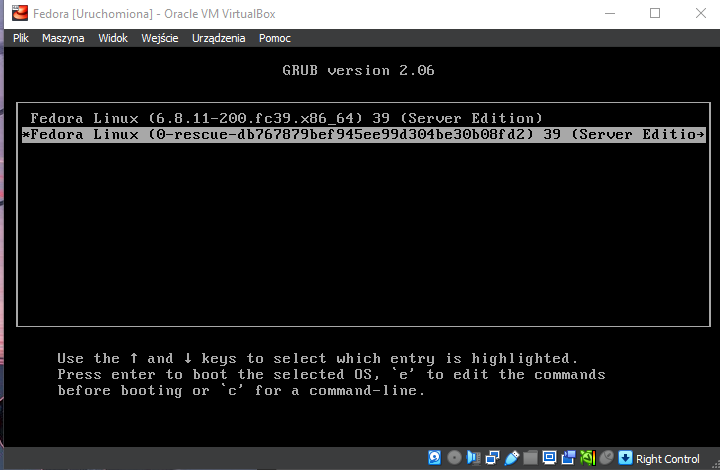 Fedora [Uruchomiona] - Oracle VM VirtualBox
Plik Maszyna Widok Wejście Urządzenia Pomoc
GRUB version 2.06
Fedora Linux (6.8.11-200.fc39.x86_64) 39 (Server Edition)
*Fedora Linux (0-rescue-db767879bef945ee99d304be30b08fd2) 39 (Server Editio→
Use the ↑ and ↓ keys to select which entry is highlighted.
Press enter to boot the selected OS, `e' to edit the commands
before booting or `c' for a command-line.
Right Control